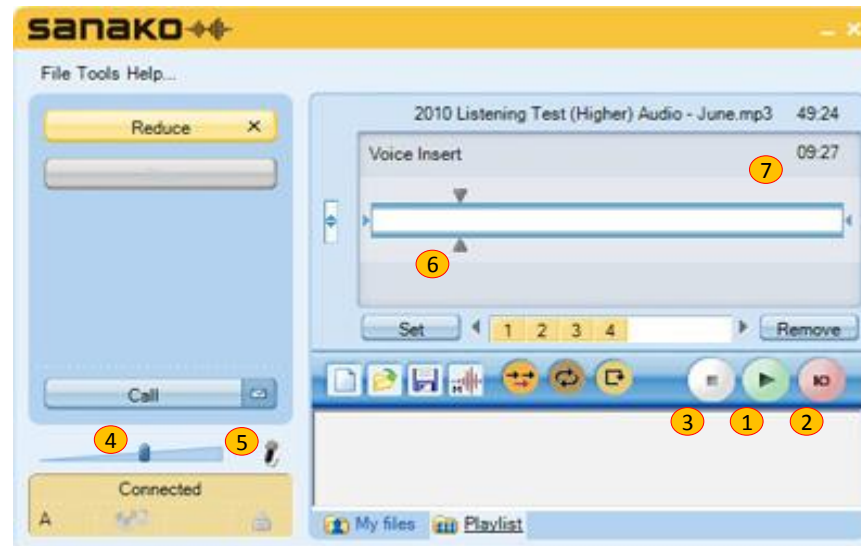 sanako
File Tools Help...
Reduce
2010 Listening Test (Higher) Audio - June.mp3 49:24
Voice Insert 09:27
7
6
Set 1 2 3 4 Remove
Call
3 1 2
4 5
Connected
A
My files Playlist